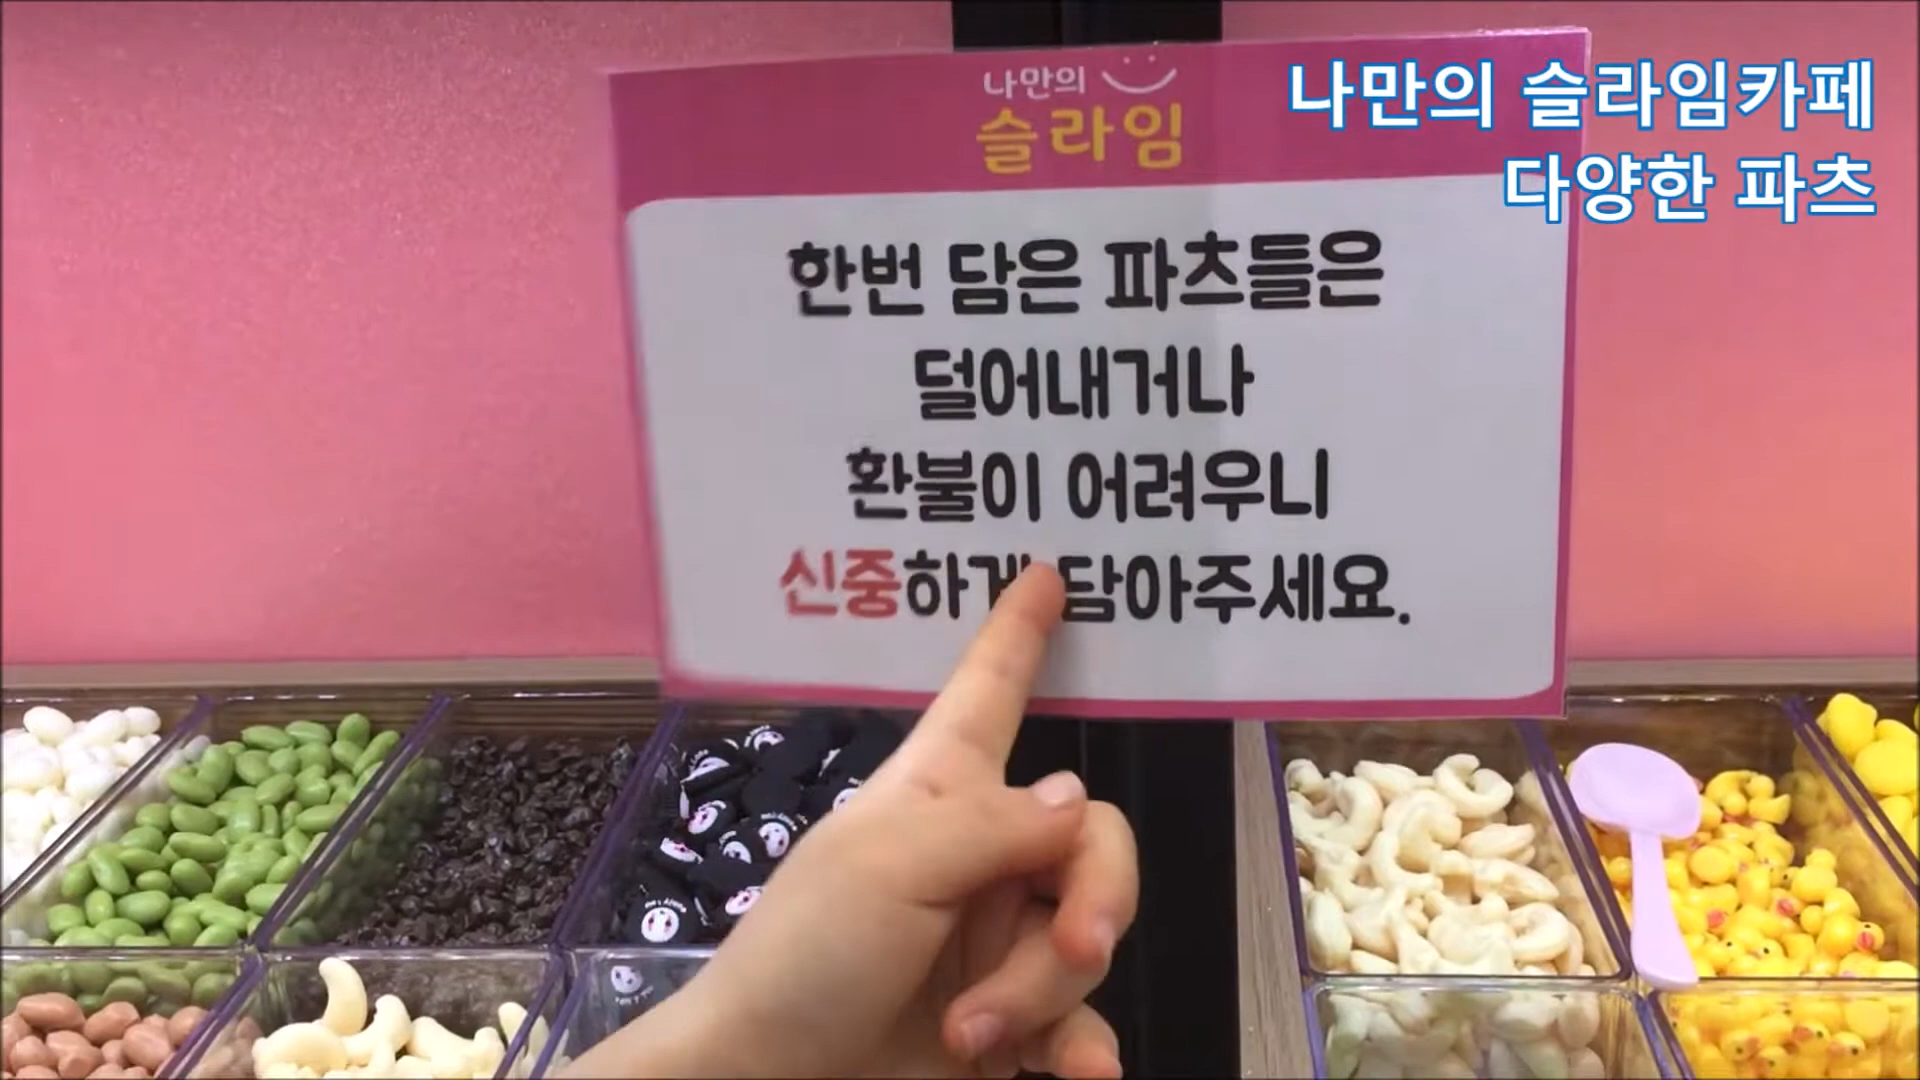 나만의
슬라임
나만의 슬라임카페
다양한 파츠
한번 담은 파츠들은
덜어내거나
환불이 어려우니
신중하게 담아주세요.